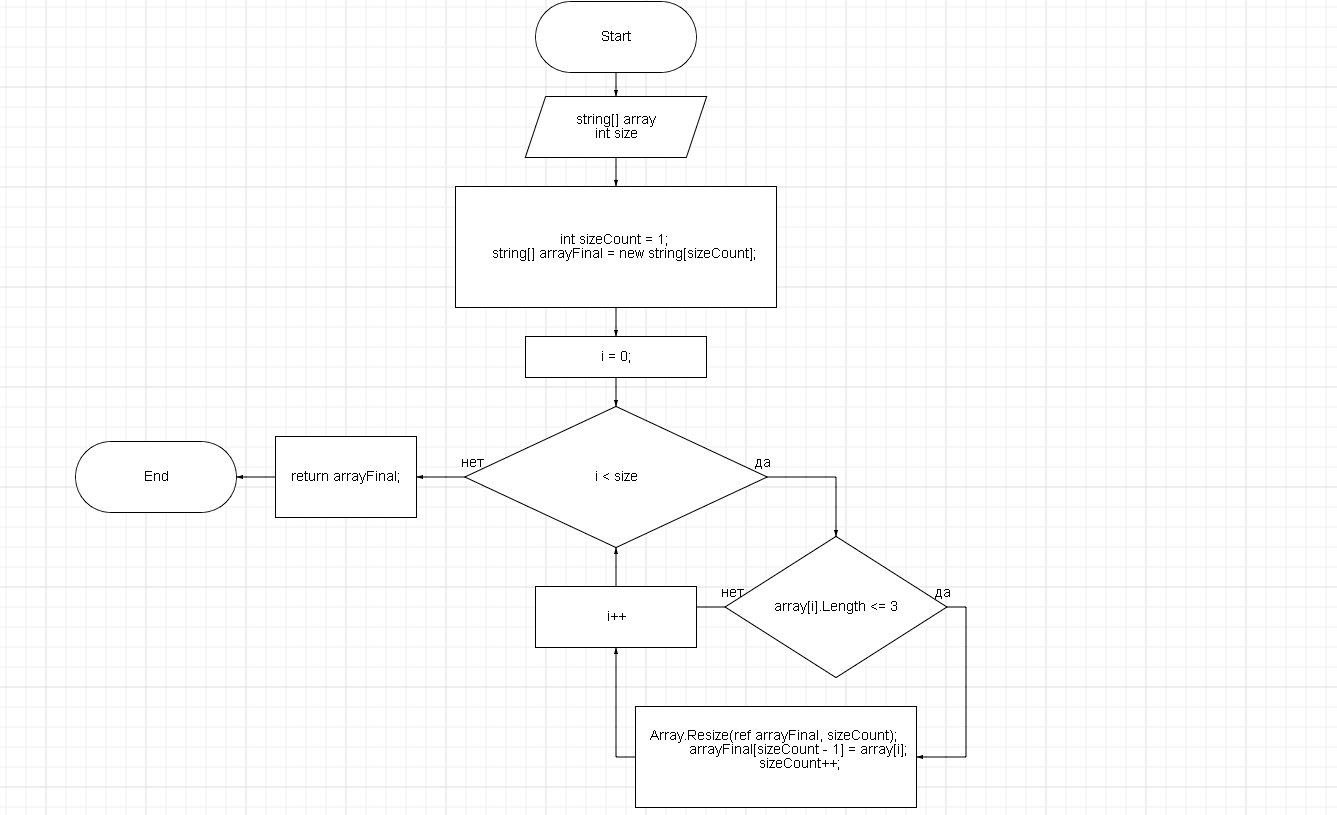 Start
string[] array
int size
int sizeCount = 1;
string[] arrayFinal = new string[sizeCount];
i = 0;
i < size
нет
да
return arrayFinal;
End
array[i].Length <= 3
нет
да
i++
Array.Resize(ref arrayFinal, sizeCount);
arrayFinal[sizeCount - 1] = array[i];
sizeCount++;